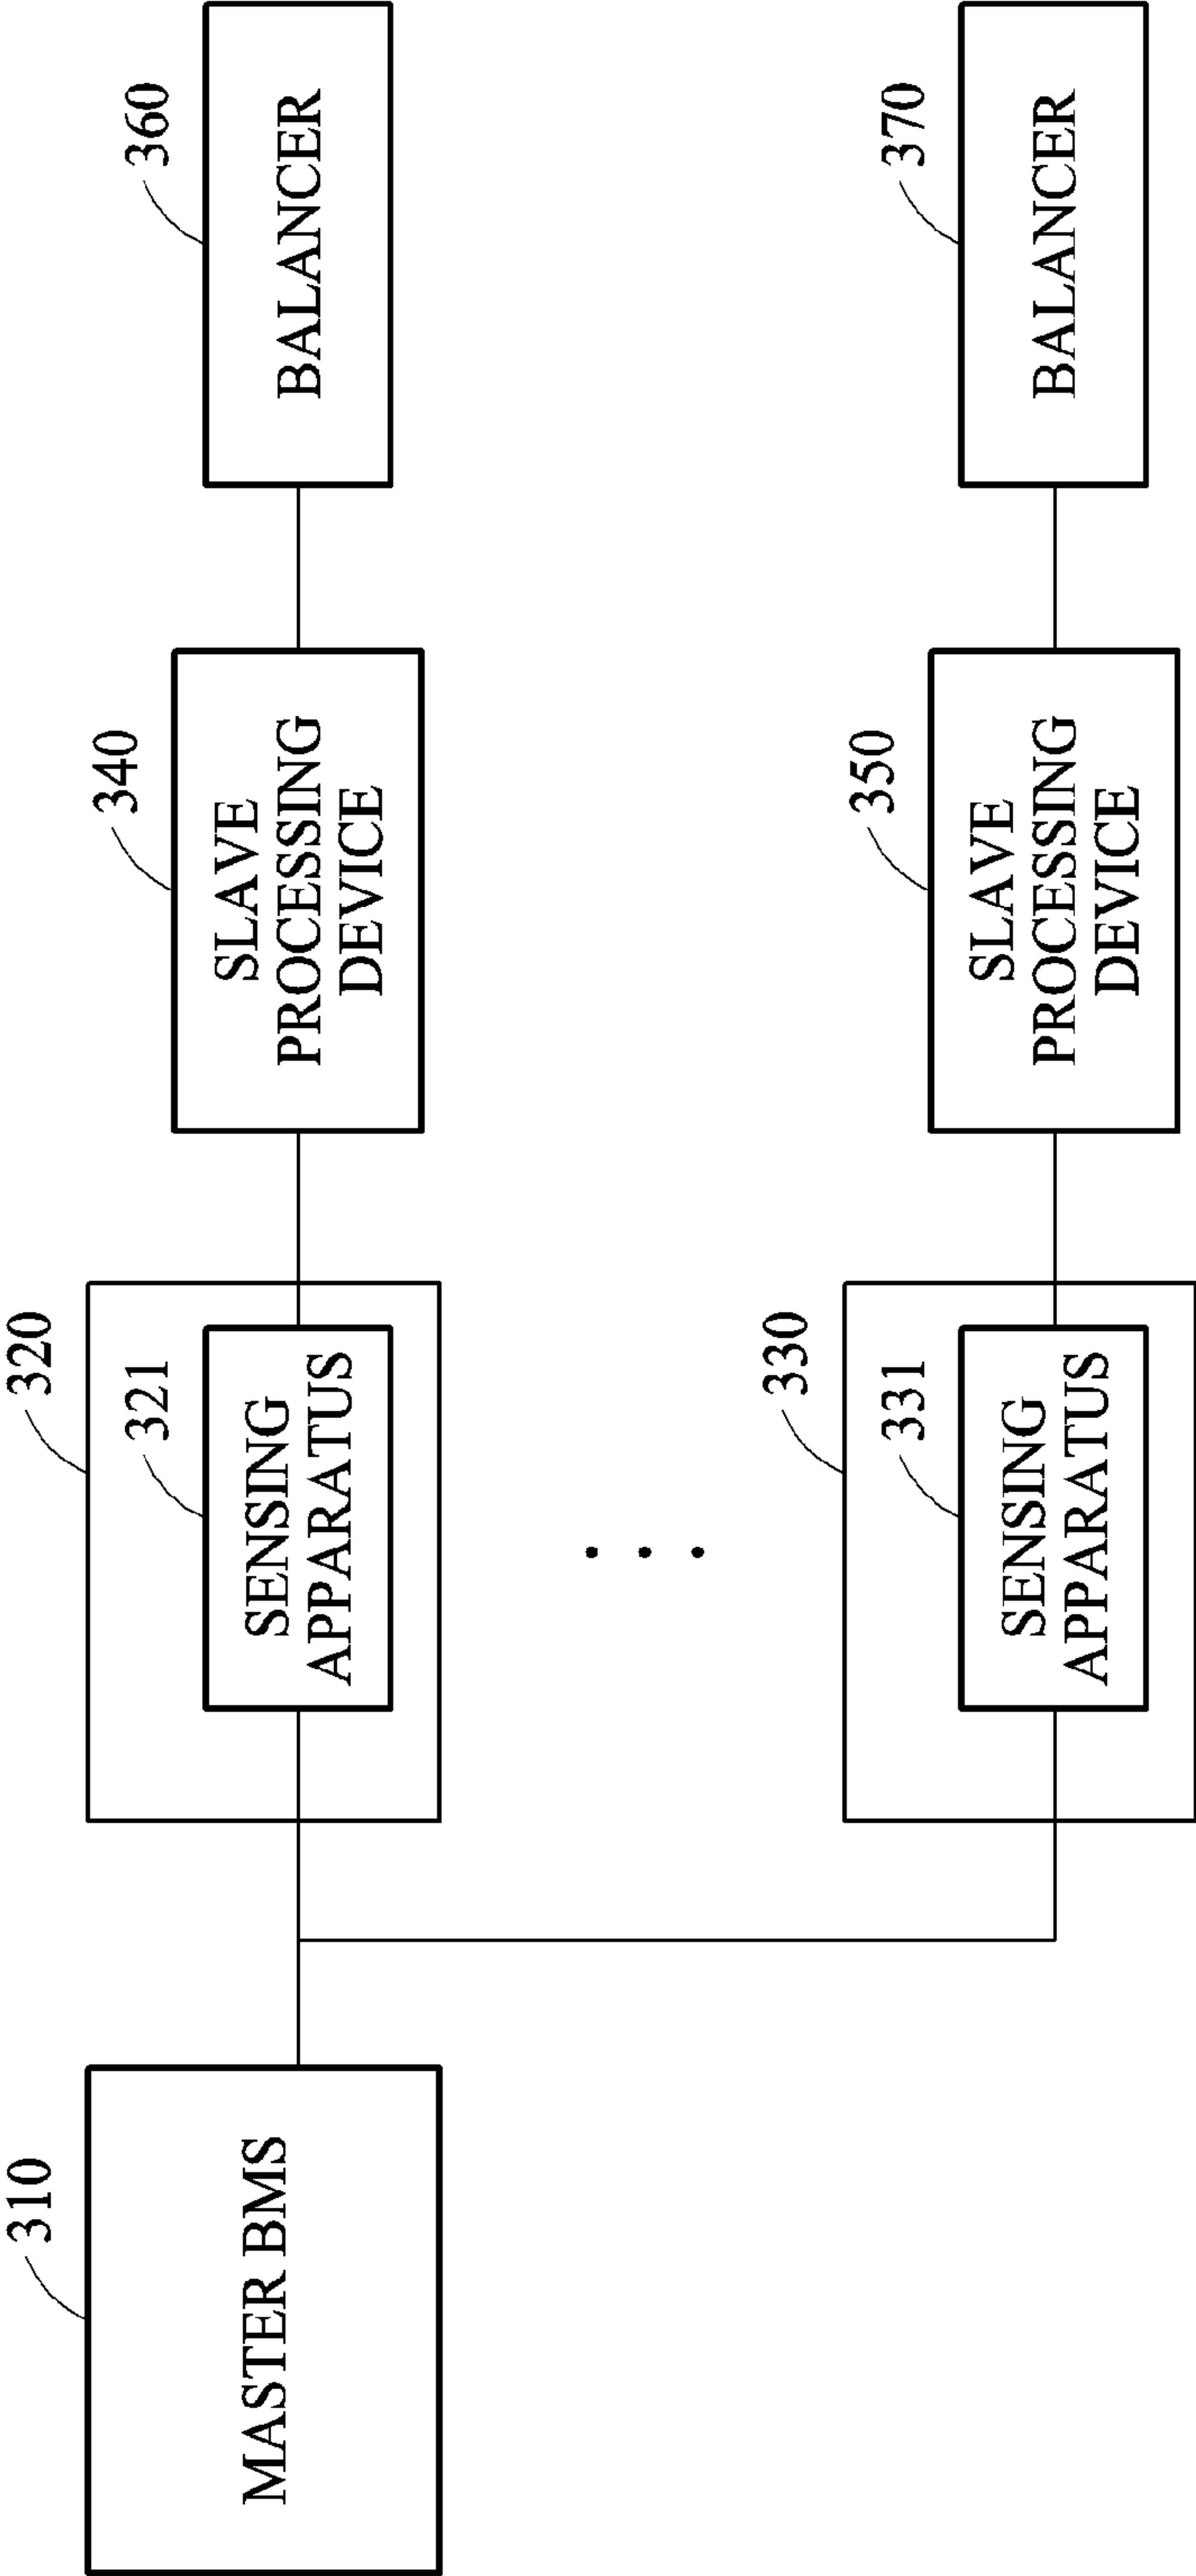 310
MASTER BMS
320
321
SENSING
APPARATUS
340
SLAVE
PROCESSING
DEVICE
360
BALANCER
330
331
SENSING
APPARATUS
350
SLAVE
PROCESSING
DEVICE
370
BALANCER